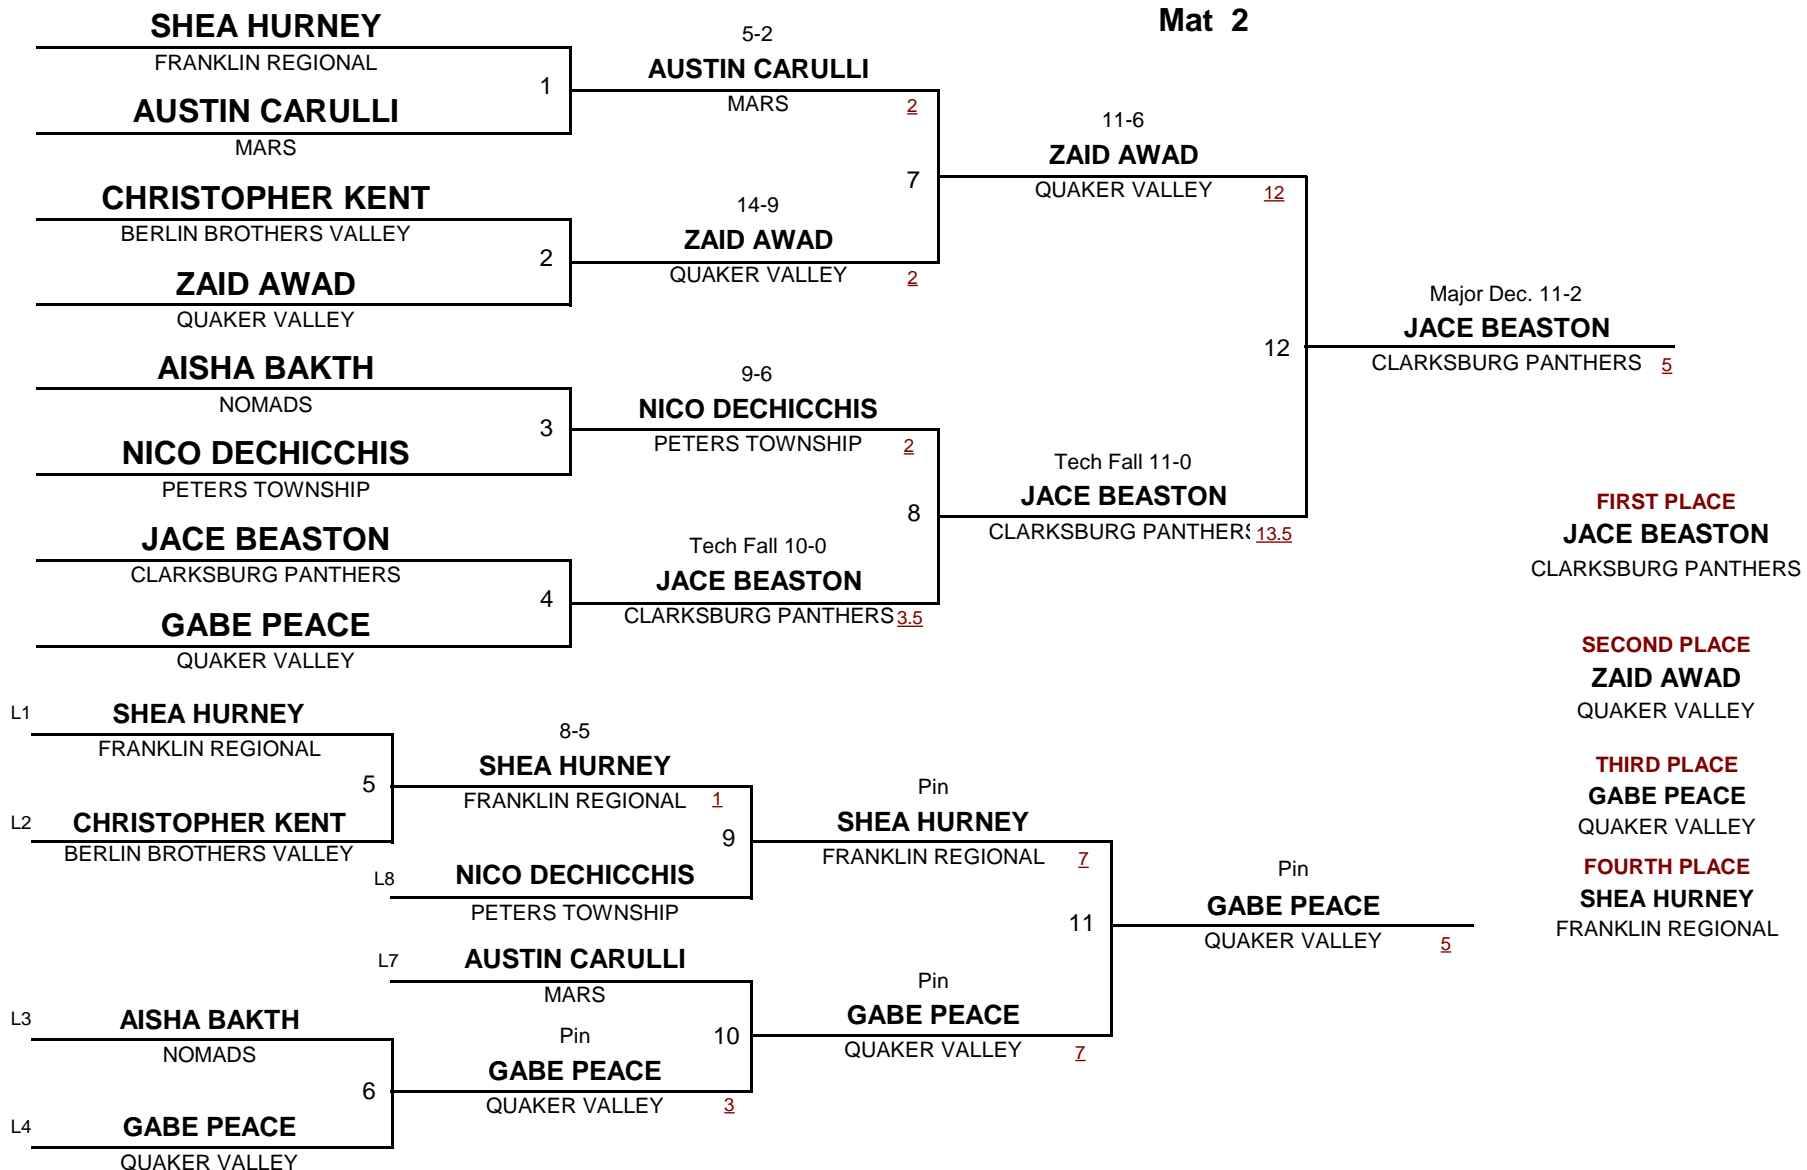 Mat 2
SHEA HURNEY
FRANKLIN REGIONAL
1
AUSTIN CARULLI
MARS
CHRISTOPHER KENT
BERLIN BROTHERS VALLEY
2
ZAID AWAD
QUAKER VALLEY
AISHA BAKTH
NOMADS
3
NICO DECHICCHIS
PETERS TOWNSHIP
JACE BEASTON
CLARKSBURG PANTHERS
4
GABE PEACE
QUAKER VALLEY
5-2
AUSTIN CARULLI
MARS 2
7
14-9
ZAID AWAD
QUAKER VALLEY 2
9-6
NICO DECHICCHIS
PETERS TOWNSHIP 2
8
Tech Fall 10-0
JACE BEASTON
CLARKSBURG PANTHERS 3.5
11-6
ZAID AWAD
QUAKER VALLEY 12
12
Tech Fall 11-0
JACE BEASTON
CLARKSBURG PANTHERS 13.5
Major Dec. 11-2
JACE BEASTON
CLARKSBURG PANTHERS 5
FIRST PLACE
JACE BEASTON
CLARKSBURG PANTHERS
SECOND PLACE
ZAID AWAD
QUAKER VALLEY
THIRD PLACE
GABE PEACE
QUAKER VALLEY
FOURTH PLACE
SHEA HURNEY
FRANKLIN REGIONAL
L1 SHEA HURNEY
FRANKLIN REGIONAL
5
L2 CHRISTOPHER KENT
BERLIN BROTHERS VALLEY
8-5
SHEA HURNEY
FRANKLIN REGIONAL 1
9
L8 NICO DECHICCHIS
PETERS TOWNSHIP
L7 AUSTIN CARULLI
MARS
10
L3 AISHA BAKTH
NOMADS
6
L4 GABE PEACE
QUAKER VALLEY
Pin
GABE PEACE
QUAKER VALLEY 3
Pin
SHEA HURNEY
FRANKLIN REGIONAL 7
11
Pin
GABE PEACE
QUAKER VALLEY 7
Pin
GABE PEACE
QUAKER VALLEY 5